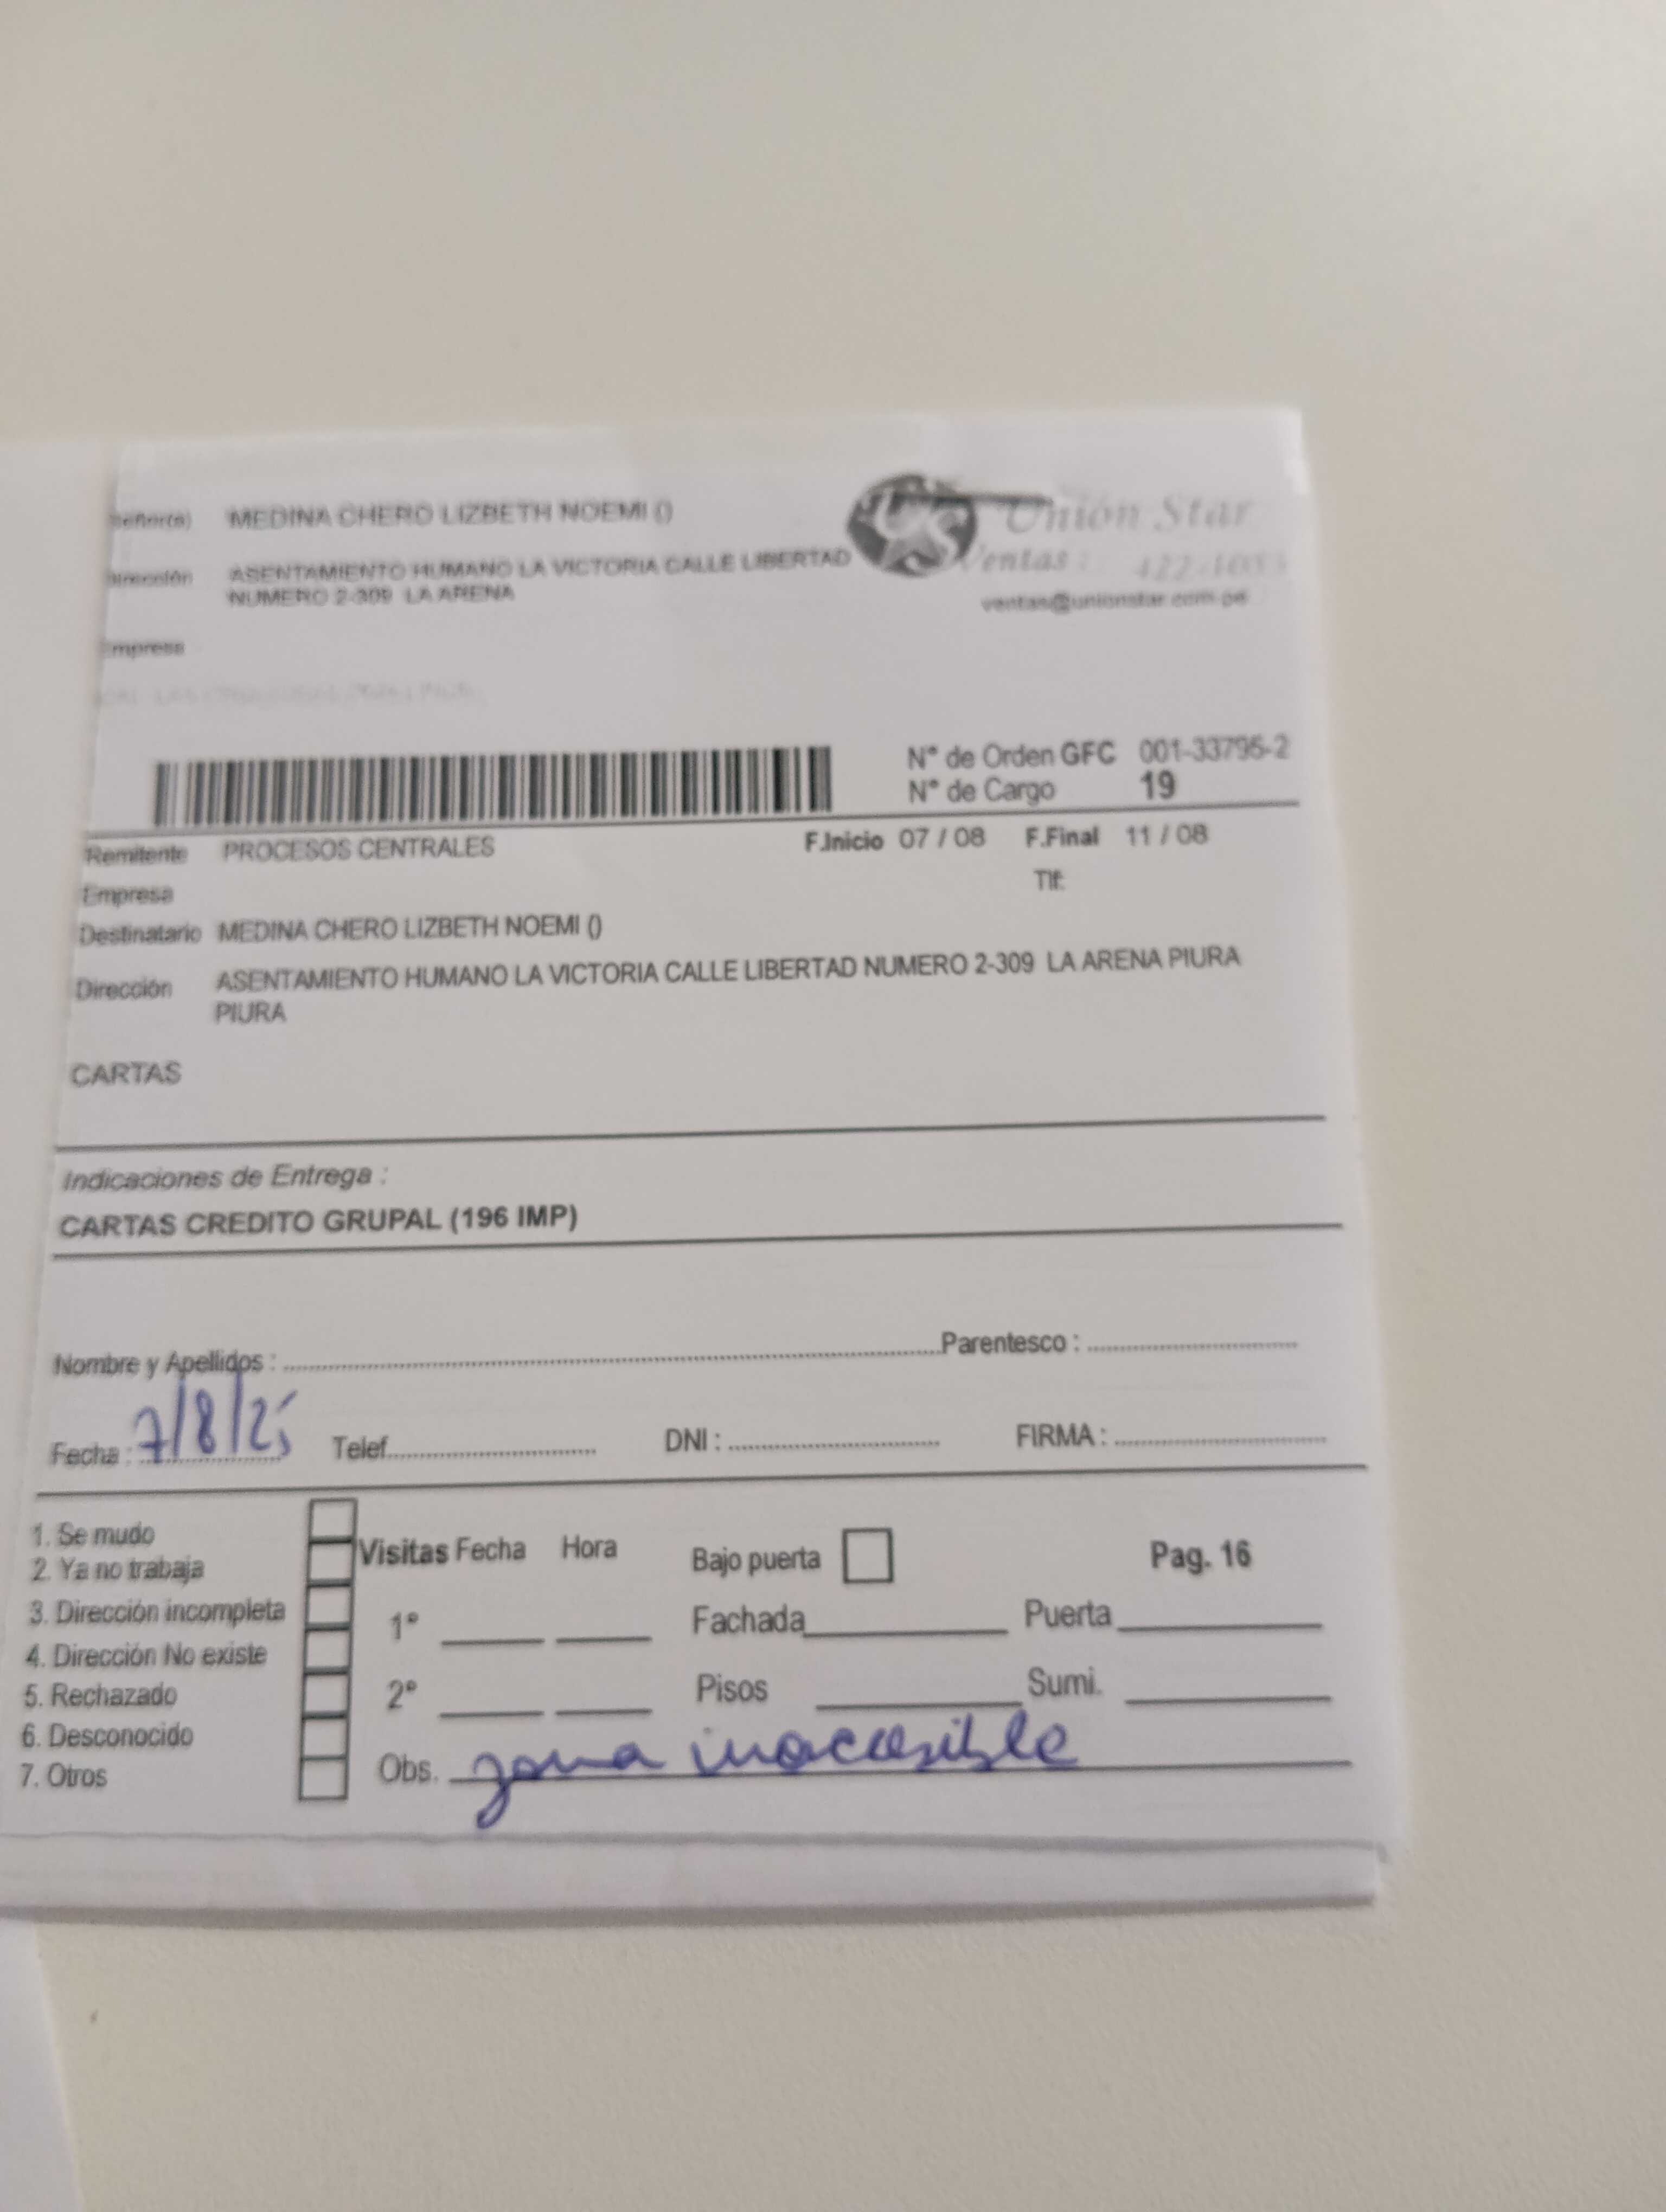 Señor(a) MEDINA CHERO LIZBETH NOEMI ()
Unión Star
Dirección ASENTAMIENTO HUMANO LA VICTORIA CALLE LIBERTAD
NUMERO 2-309 LA ARENA
Ventas :
ventas@unionstar.com.pe
Empresa
N° de Orden GFC 001-33795-2
N° de Cargo 19
Remitente PROCESOS CENTRALES F.Inicio 07 / 08 F.Final 11 / 08
Empresa Tlf:
Destinatario MEDINA CHERO LIZBETH NOEMI ()
Dirección ASENTAMIENTO HUMANO LA VICTORIA CALLE LIBERTAD NUMERO 2-309 LA ARENA PIURA
PIURA
CARTAS
Indicaciones de Entrega :
CARTAS CREDITO GRUPAL (196 IMP)
Nombre y Apellidos : Parentesco :
Fecha : 7/8/25 Telef. DNI : FIRMA :
1. Se mudo
2. Ya no trabaja
3. Dirección incompleta
4. Dirección No existe
5. Rechazado
6. Desconocido
7. Otros
Visitas Fecha Hora Bajo puerta Pag. 16
1° Fachada Puerta
2° Pisos Sumi.
Obs. zona inaccesible